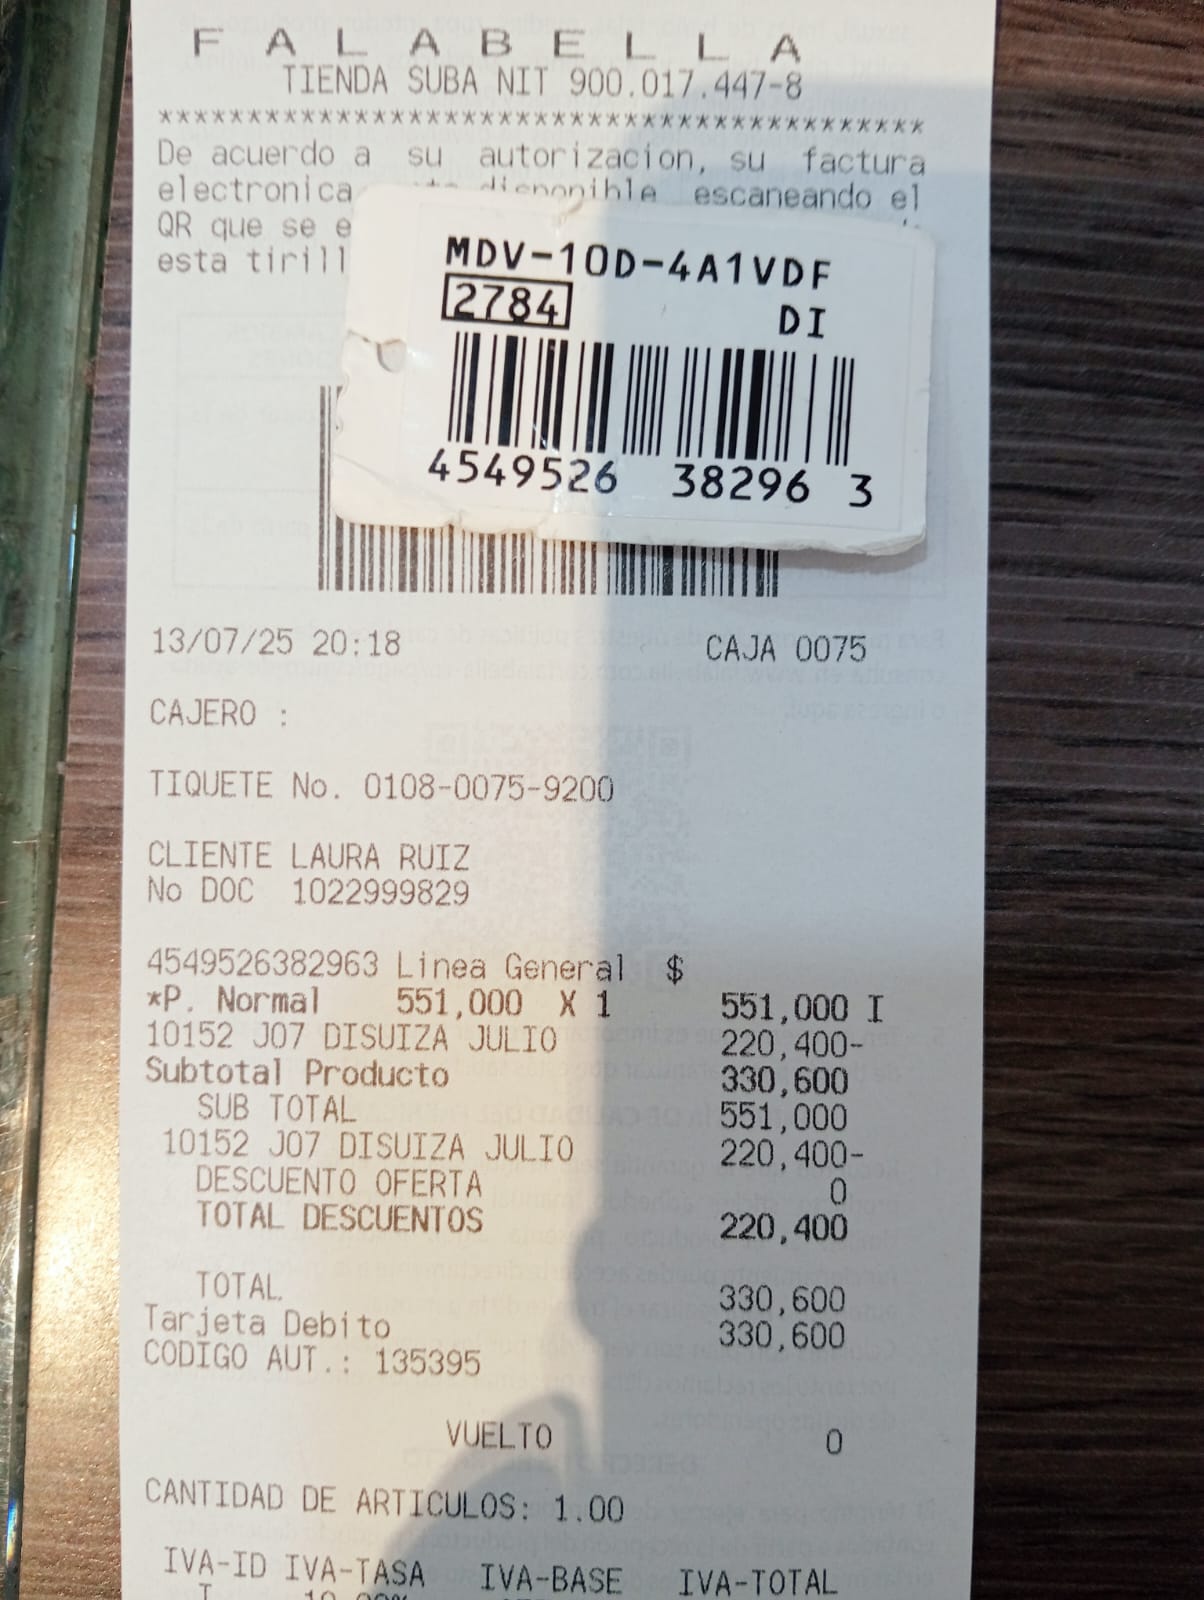 F A L A B E L L A
TIENDA SUBA NIT 900.017.447-8
********************************************
De acuerdo a su autorizacion, su factura
electronica disponible escaneando el
QR que se
esta
MDV-10D-4A1VDF
2784 DI
4549526 38296 3
13/07/25 20:18 CAJA 0075
CAJERO :
TIQUETE No. 0108-0075-9200
CLIENTE LAURA RUIZ
No DOC 1022999829
4549526382963 Linea General $
*P. Normal 551,000 X 1 551,000 I
10152 J07 DISUIZA JULIO 220,400-
Subtotal Producto 330,600
SUB TOTAL 551,000
10152 J07 DISUIZA JULIO 220,400-
DESCUENTO OFERTA 0
TOTAL DESCUENTOS 220,400
TOTAL 330,600
Tarjeta Debito 330,600
CODIGO AUT.: 135395
VUELTO 0
CANTIDAD DE ARTICULOS: 1.00
IVA-ID IVA-TASA IVA-BASE IVA-TOTAL